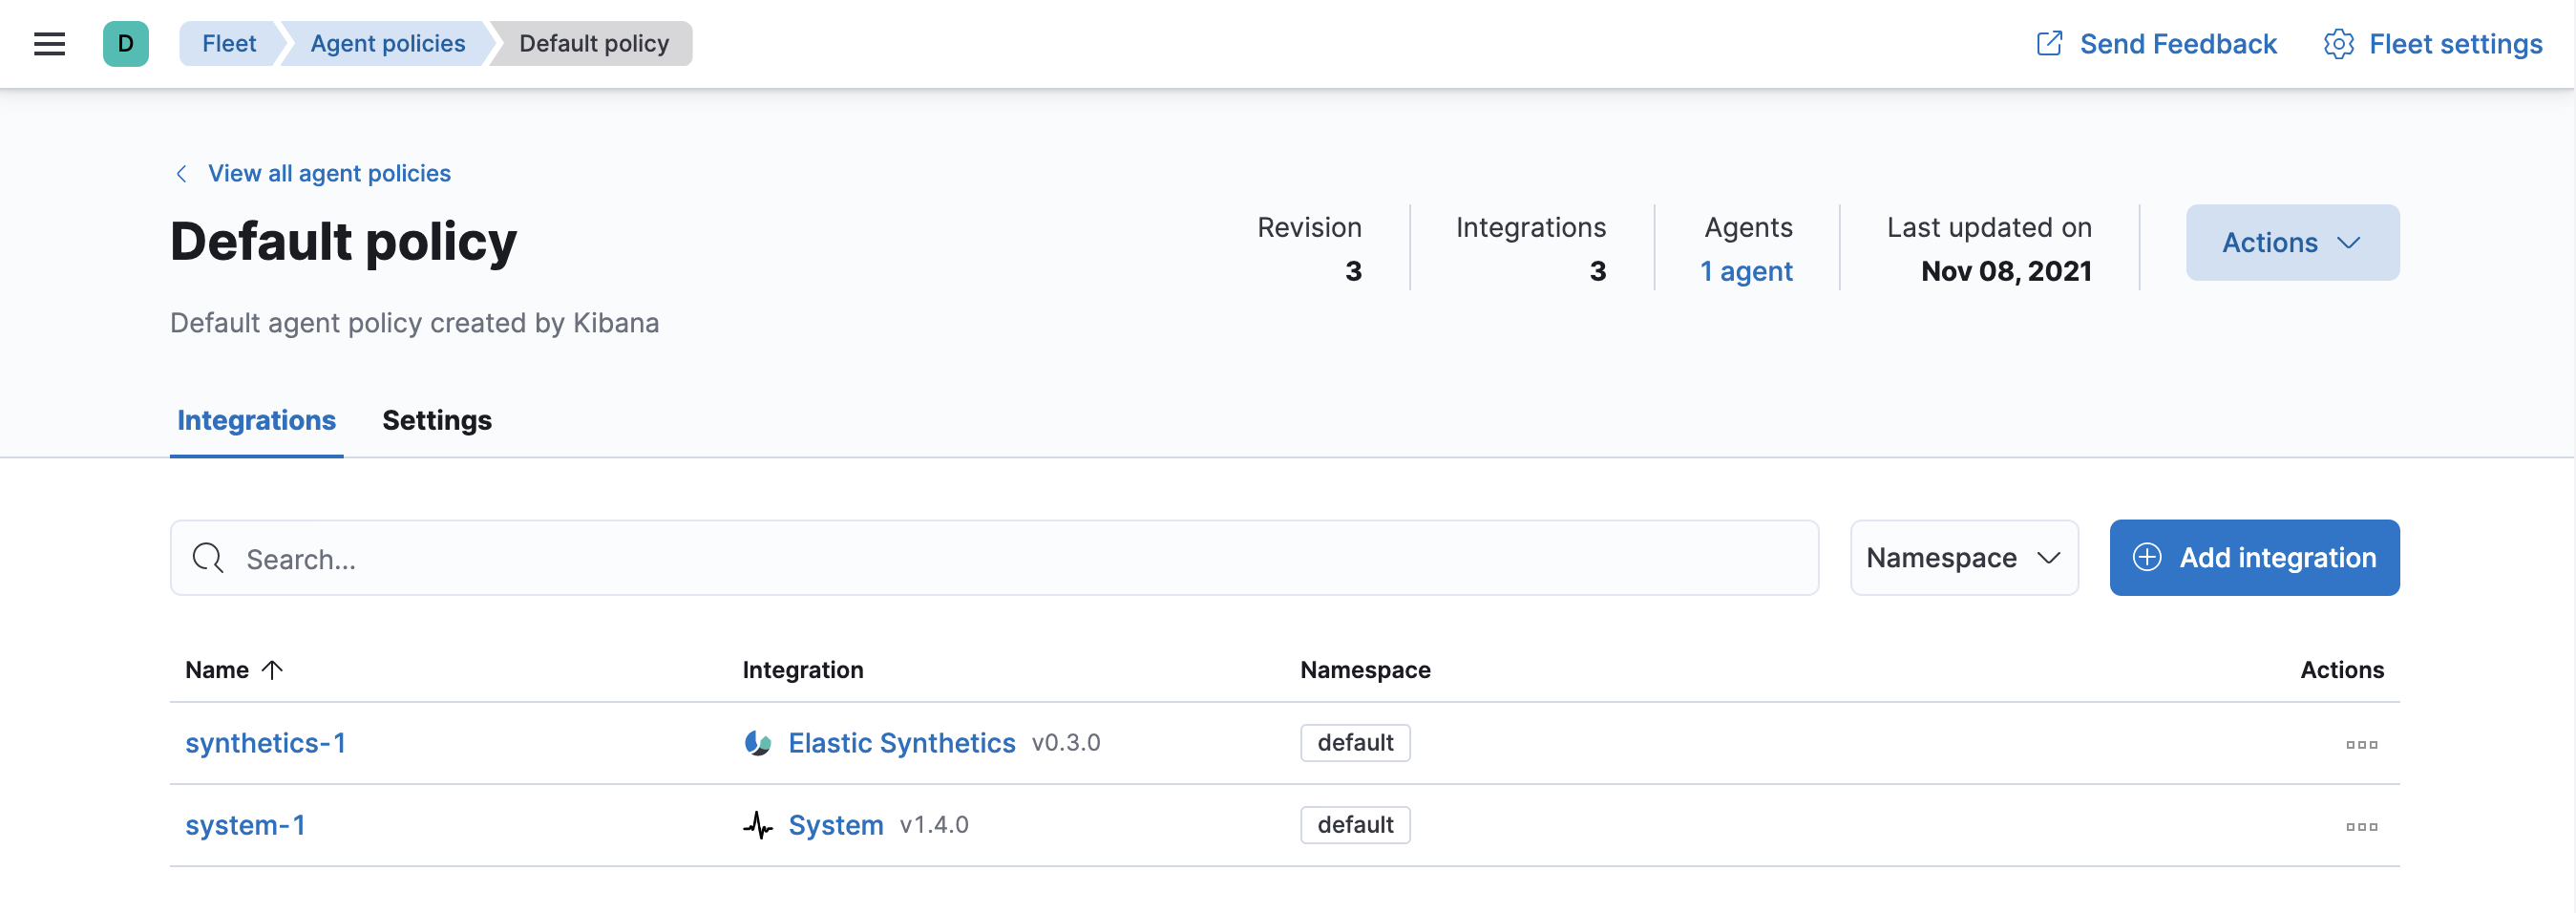 D Fleet Agent policies Default policy Send Feedback Fleet settings
View all agent policies
Default policy
Default agent policy created by Kibana
Revision
3
Integrations
3
Agents
1 agent
Last updated on
Nov 08, 2021
Actions
Integrations Settings
Search... Namespace Add integration
Name Integration Namespace Actions
synthetics-1 Elastic Synthetics v0.3.0 default
system-1 System v1.4.0 default